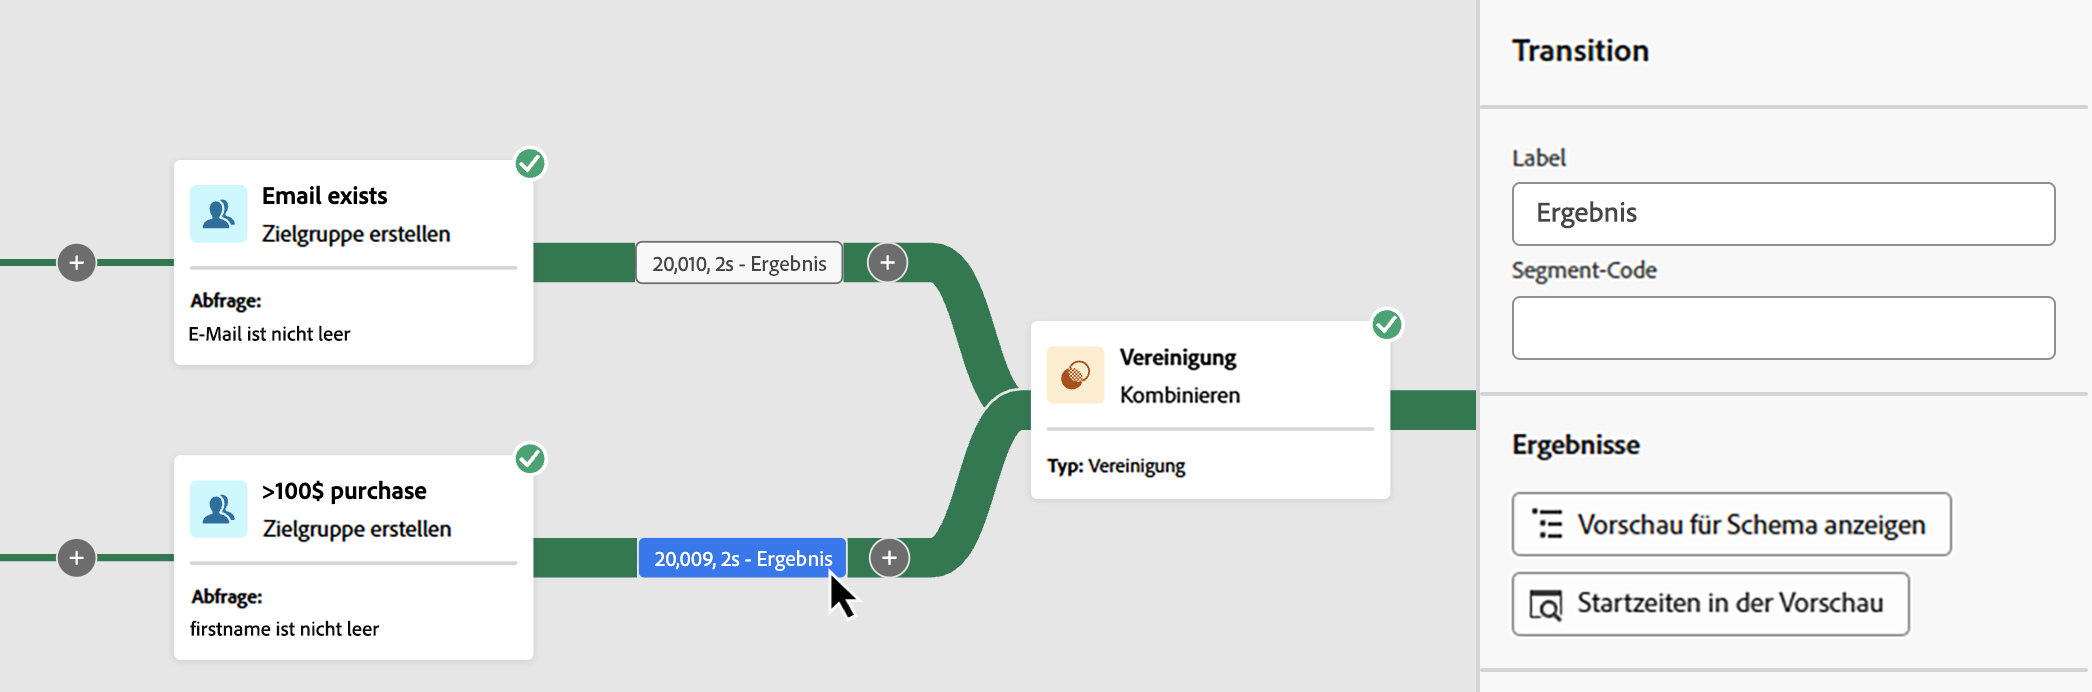 Email exists
Zielgruppe erstellen
Abfrage:
E-Mail ist nicht leer
20,010, 2s - Ergebnis
>100$ purchase
Zielgruppe erstellen
Abfrage:
firstname ist nicht leer
20,009, 2s - Ergebnis
Vereinigung
Kombinieren
Typ: Vereinigung
Transition
Label
Ergebnis
Segment-Code
Ergebnisse
Vorschau für Schema anzeigen
Startzeiten in der Vorschau